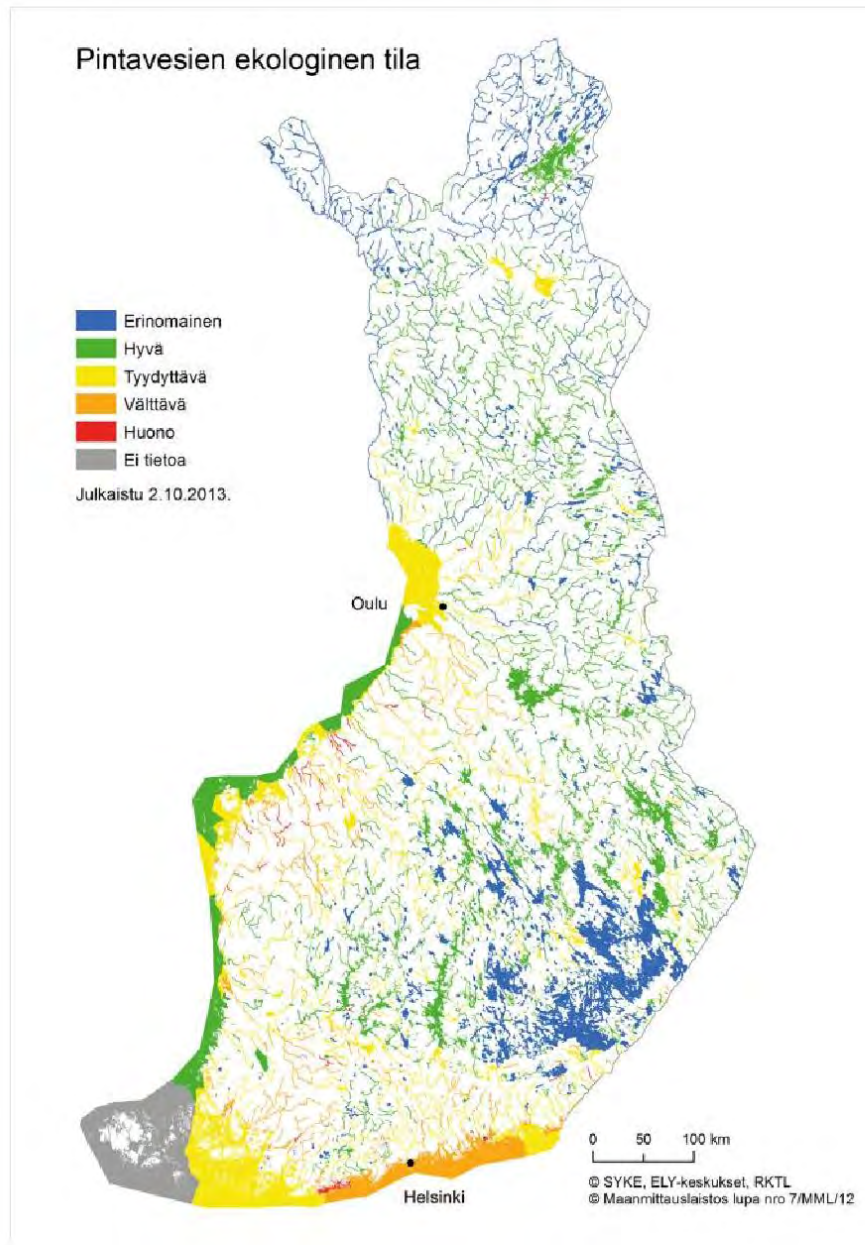 Pintavesien ekologinen tila
Erinomainen
Hyvä
Tyydyttävä
Välttävä
Huono
Ei tietoa
Julkaistu 2.10.2013.
Oulu
Helsinki
0 50 100 km
© SYKE, ELY-keskukset, RKTL
© Maanmittauslaistos lupa nro 7/MML/12